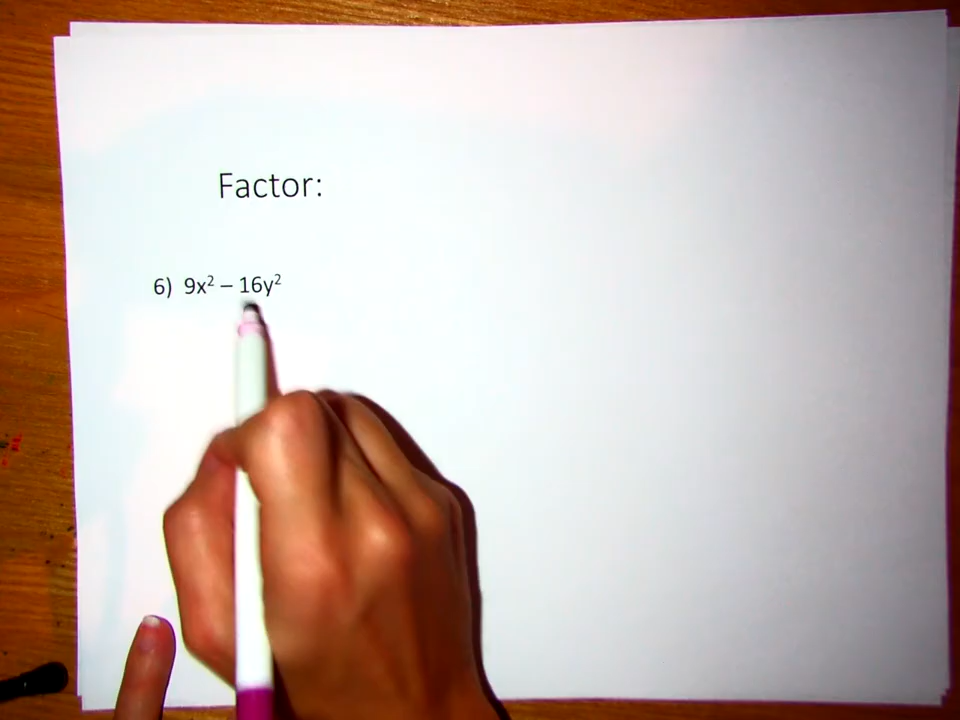 Factor:
6) 9x² – 16y²